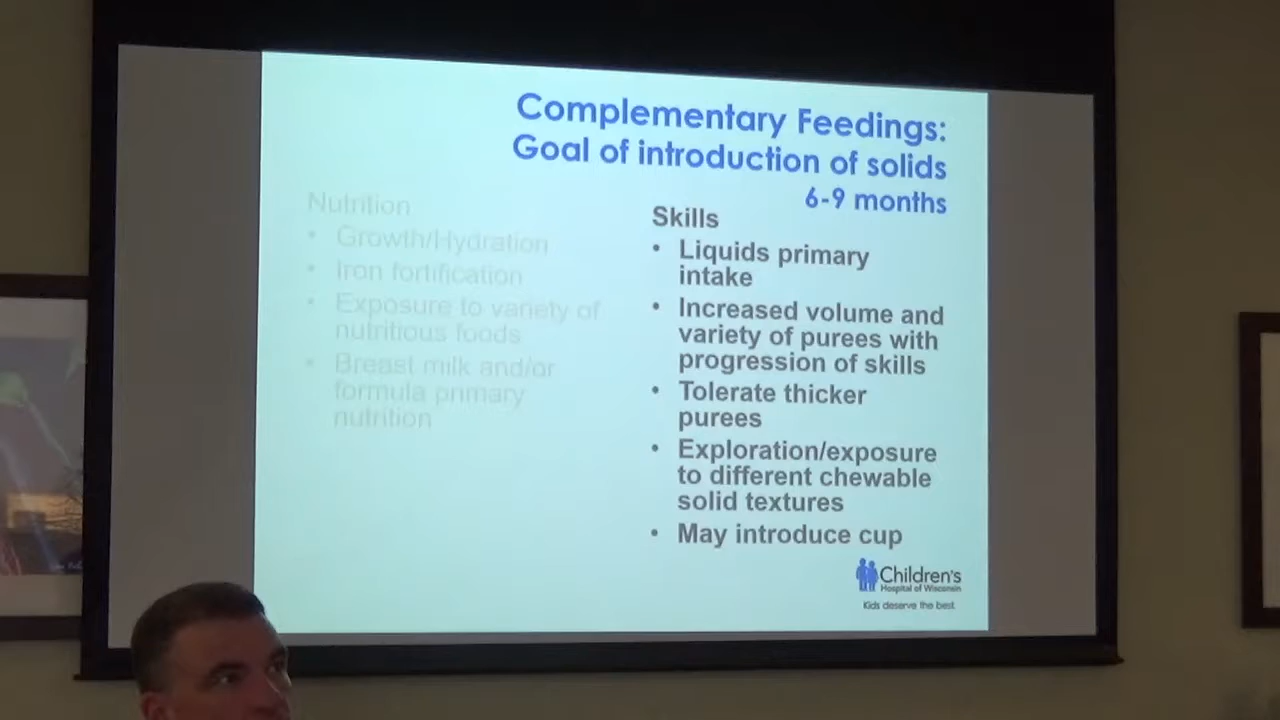 Complementary Feedings:
Goal of introduction of solids
6-9 months
Nutrition
• Growth/Hydration
• Iron fortification
• Exposure to variety of
nutritious foods
• Breast milk and/or
formula primary
nutrition
Skills
• Liquids primary
intake
• Increased volume and
variety of purees with
progression of skills
• Tolerate thicker
purees
• Exploration/exposure
to different chewable
solid textures
• May introduce cup
Children's
Hospital of Wisconsin
Kids deserve the best.